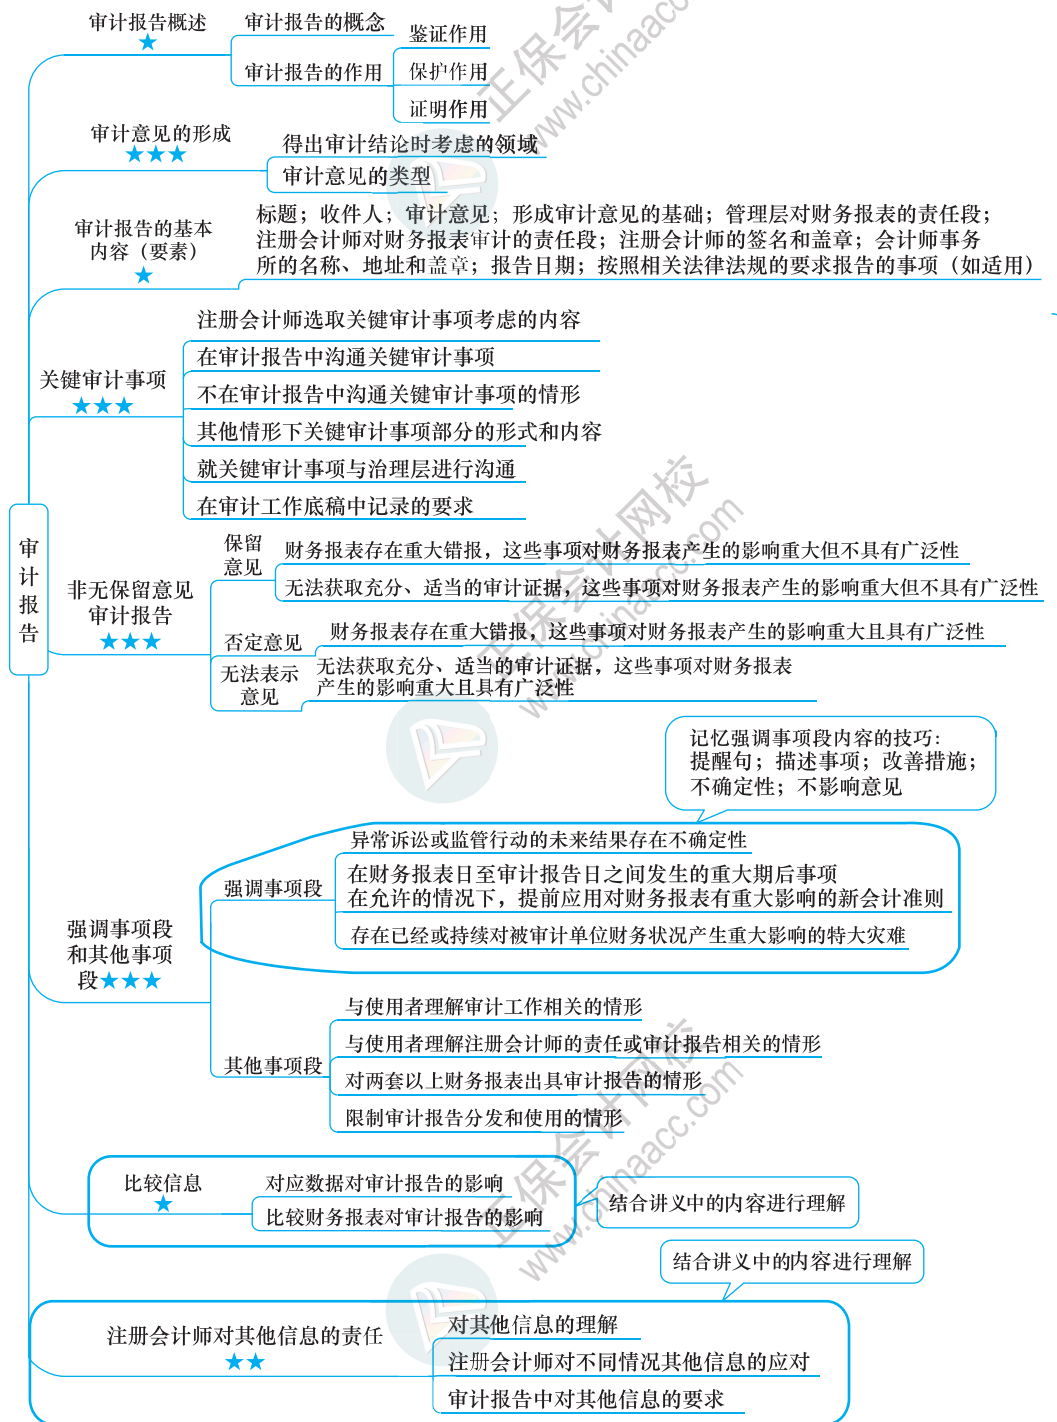 审计报告概述
★
审计报告的概念
审计报告的作用
鉴证作用
保护作用
证明作用
审计意见的形成
★★★
得出审计结论时考虑的领域
审计意见的类型
审计报告的基本
内容（要素）
★
标题；收件人；审计意见；形成审计意见的基础；管理层对财务报表的责任段；
注册会计师对财务报表审计的责任段；注册会计师的签名和盖章；会计师事务
所的名称、地址和盖章；报告日期；按照相关法律法规的要求报告的事项（如适用）
关键审计事项
★★★
注册会计师选取关键审计事项考虑的内容
在审计报告中沟通关键审计事项
不在审计报告中沟通关键审计事项的情形
其他情形下关键审计事项部分的形式和内容
就关键审计事项与治理层进行沟通
在审计工作底稿中记录的要求
审计报告
非无保留意见
审计报告
★★★
保留
意见
财务报表存在重大错报，这些事项对财务报表产生的影响重大但不具有广泛性
无法获取充分、适当的审计证据，这些事项对财务报表产生的影响重大但不具有广泛性
否定意见
财务报表存在重大错报，这些事项对财务报表产生的影响重大且具有广泛性
无法表示
意见
无法获取充分、适当的审计证据，这些事项对财务报表
产生的影响重大且具有广泛性
记忆强调事项段内容的技巧：
提醒句；描述事项；改善措施；
不确定性；不影响意见
强调事项段
和其他事项
段★★★
强调事项段
异常诉讼或监管行动的未来结果存在不确定性
在财务报表日至审计报告日之间发生的重大期后事项
在允许的情况下，提前应用对财务报表有重大影响的新会计准则
存在已经或持续对被审计单位财务状况产生重大影响的特大灾难
其他事项段
与使用者理解审计工作相关的情形
与使用者理解注册会计师的责任或审计报告相关的情形
对两套以上财务报表出具审计报告的情形
限制审计报告分发和使用的情形
比较信息
★
对应数据对审计报告的影响
比较财务报表对审计报告的影响
结合讲义中的内容进行理解
结合讲义中的内容进行理解
注册会计师对其他信息的责任
★★
对其他信息的理解
注册会计师对不同情况其他信息的应对
审计报告中对其他信息的要求
正保会计
www.chinaacc
正保会计网校
www.chinaacc.com
正保会计网校
www.chinaacc.com